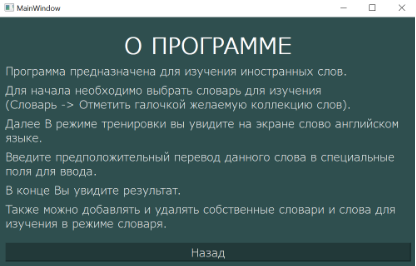 MainWindow
О ПРОГРАММЕ
Программа предназначена для изучения иностранных слов.
Для начала необходимо выбрать словарь для изучения
(Словарь -> Отметить галочкой желаемую коллекцию слов).
Далее В режиме тренировки вы увидите на экране слово английском
языке.
Введите предположительный перевод данного слова в специальные
поля для ввода.
В конце Вы увидите результат.
Также можно добавлять и удалять собственные словари и слова для
изучения в режиме словаря.
Назад